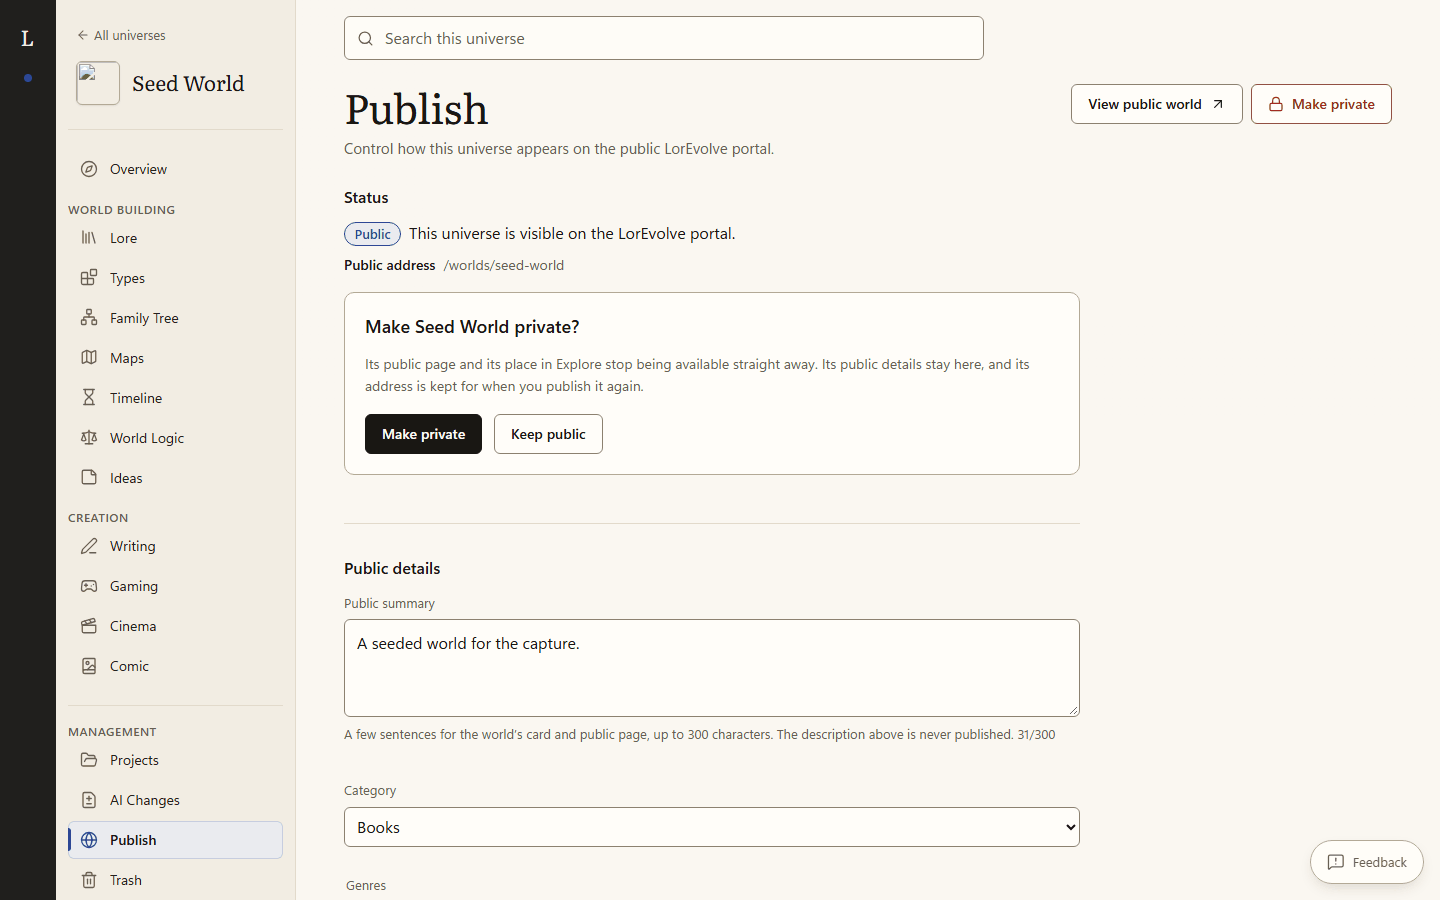 L
All universes
Seed World
Overview
WORLD BUILDING
Lore
Types
Family Tree
Maps
Timeline
World Logic
Ideas
CREATION
Writing
Gaming
Cinema
Comic
MANAGEMENT
Projects
AI Changes
Publish
Trash
Search this universe
Publish
View public world
Make private
Control how this universe appears on the public LorEvolve portal.
Status
Public This universe is visible on the LorEvolve portal.
Public address /worlds/seed-world
Make Seed World private?
Its public page and its place in Explore stop being available straight away. Its public details stay here, and its
address is kept for when you publish it again.
Make private Keep public
Public details
Public summary
A seeded world for the capture.
A few sentences for the world's card and public page, up to 300 characters. The description above is never published. 31/300
Category
Books
Genres
Feedback